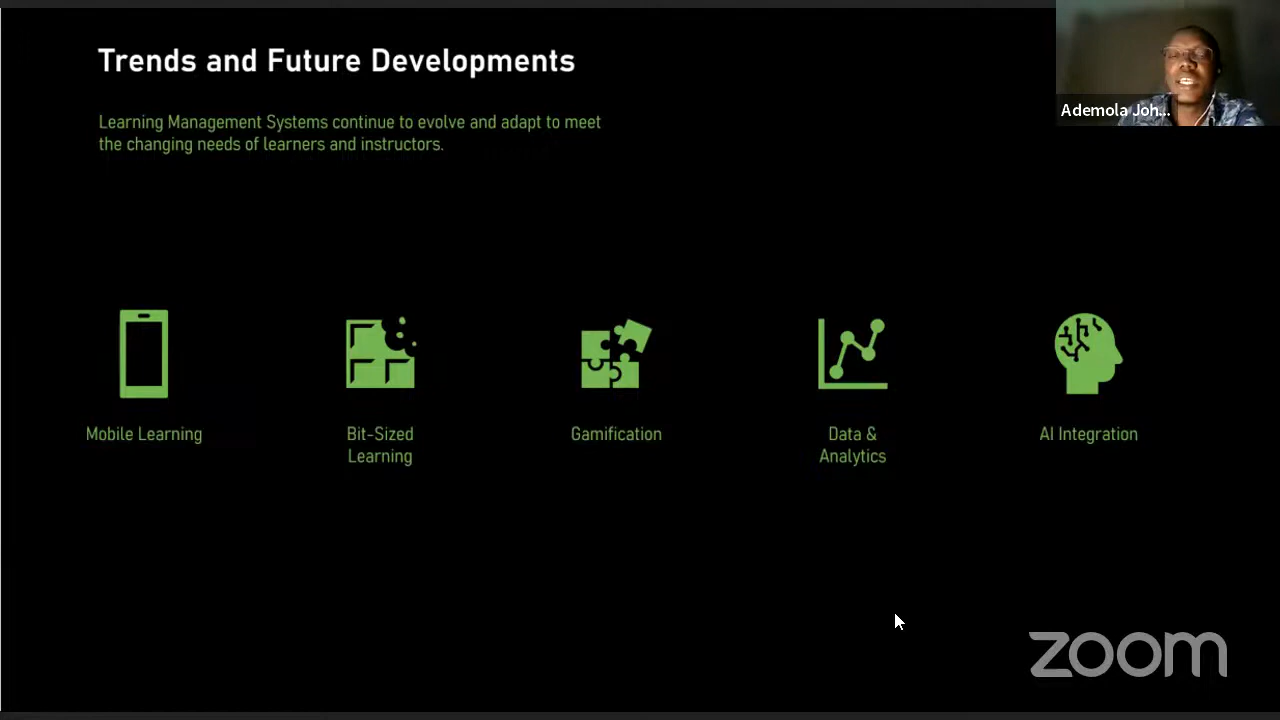 Trends and Future Developments
Ademola Joh...
Learning Management Systems continue to evolve and adapt to meet
the changing needs of learners and instructors.
Mobile Learning
Bit-Sized
Learning
Gamification
Data &
Analytics
AI Integration
zoom